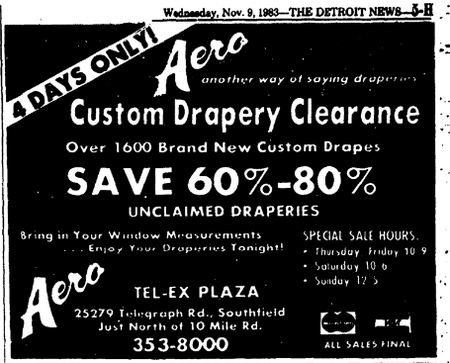 Wednesday, Nov. 9, 1983—THE DETROIT NEWS—5-H
4 DAYS ONLY!
Aero
another way of saying draperies
Custom Drapery Clearance
Over 1600 Brand New Custom Drapes
SAVE 60%-80%
UNCLAIMED DRAPERIES
Bring in Your Window Measurements
. . . Enjoy Your Draperies Tonight!
SPECIAL SALE HOURS:
• Thursday Friday 10-9
• Saturday 10-6
• Sunday 12-5
Aero
TEL-EX PLAZA
25279 Telegraph Rd., Southfield
Just North of 10 Mile Rd.
353-8000
ALL SALES FINAL